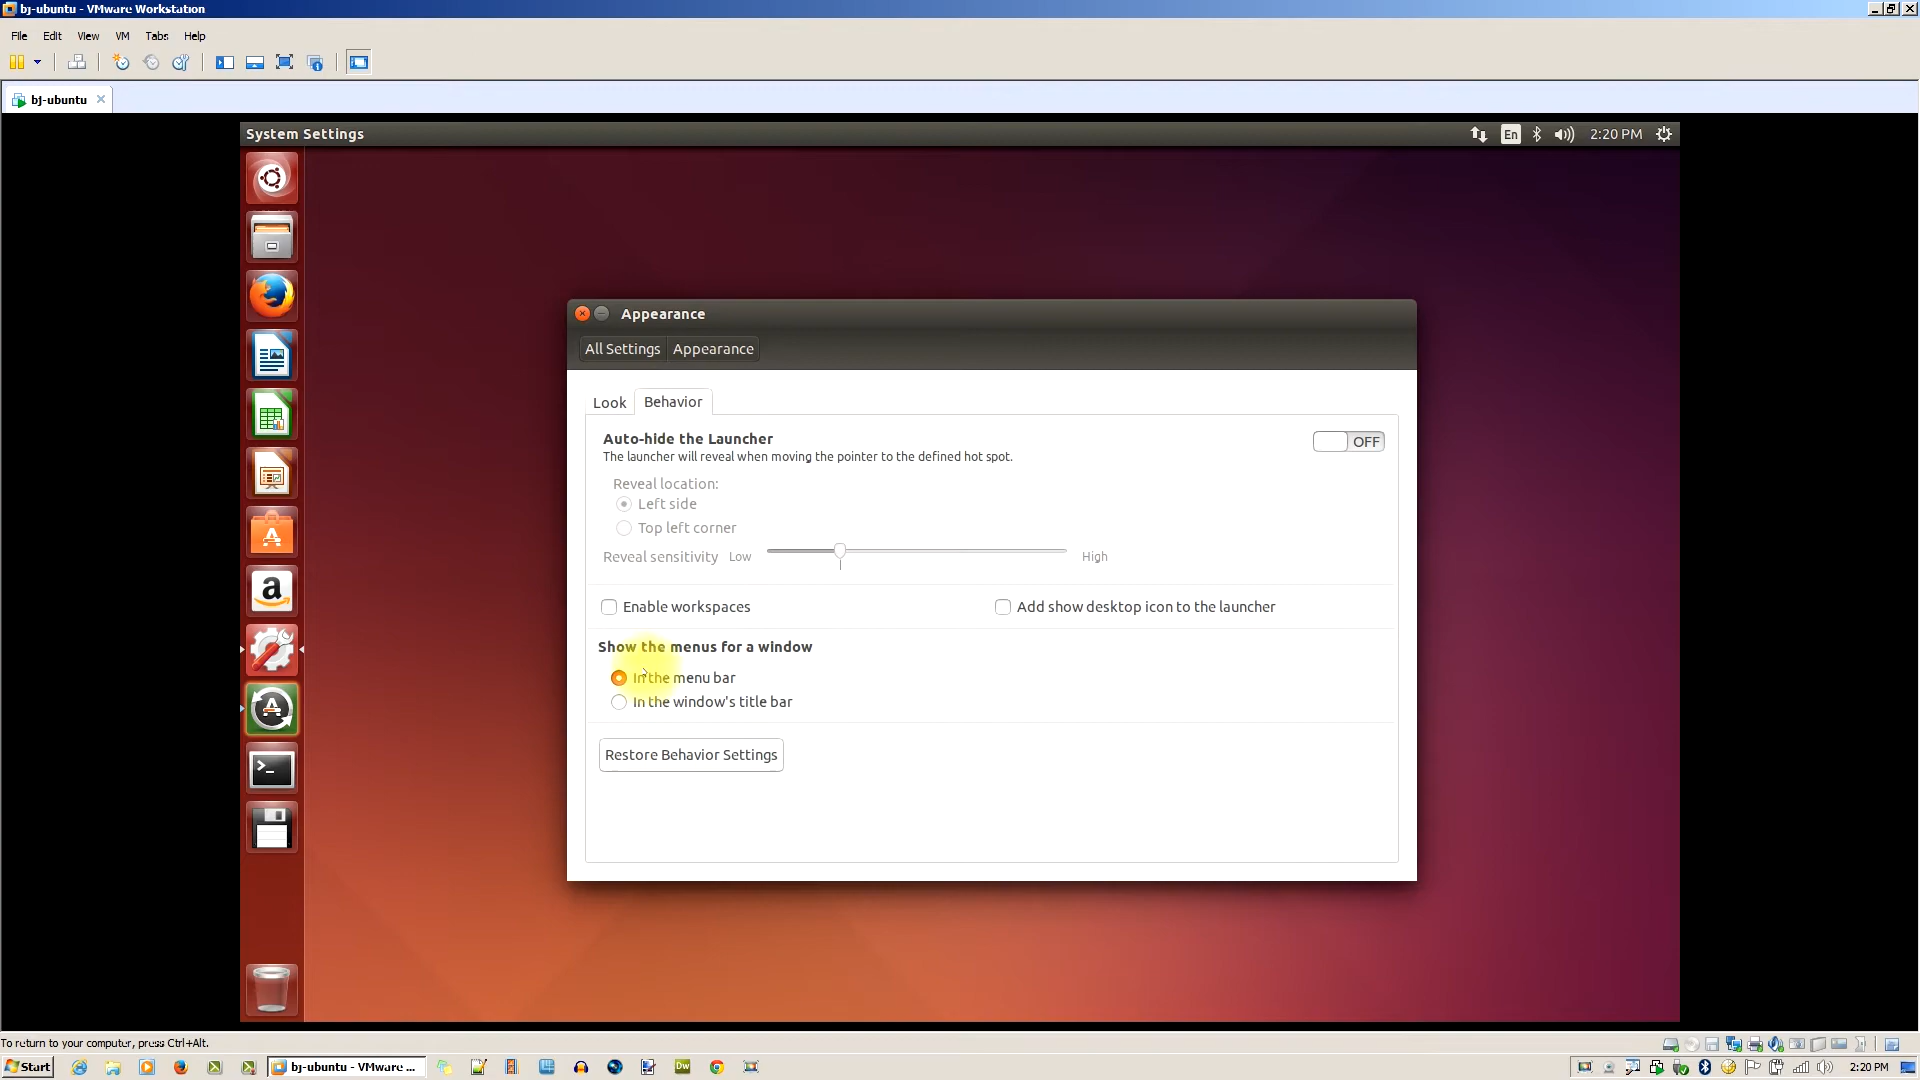 bj-ubuntu - VMware Workstation
File Edit View VM Tabs Help
bj-ubuntu
System Settings
En
2:20 PM
Appearance
All Settings Appearance
Look Behavior
Auto-hide the Launcher
OFF
The launcher will reveal when moving the pointer to the defined hot spot.
Reveal location:
Left side
Top left corner
Reveal sensitivity Low High
Enable workspaces Add show desktop icon to the launcher
Show the menus for a window
In the menu bar
In the window's title bar
Restore Behavior Settings
To return to your computer, press Ctrl+Alt.
Start bj-ubuntu - VMware ... Dw 2:20 PM